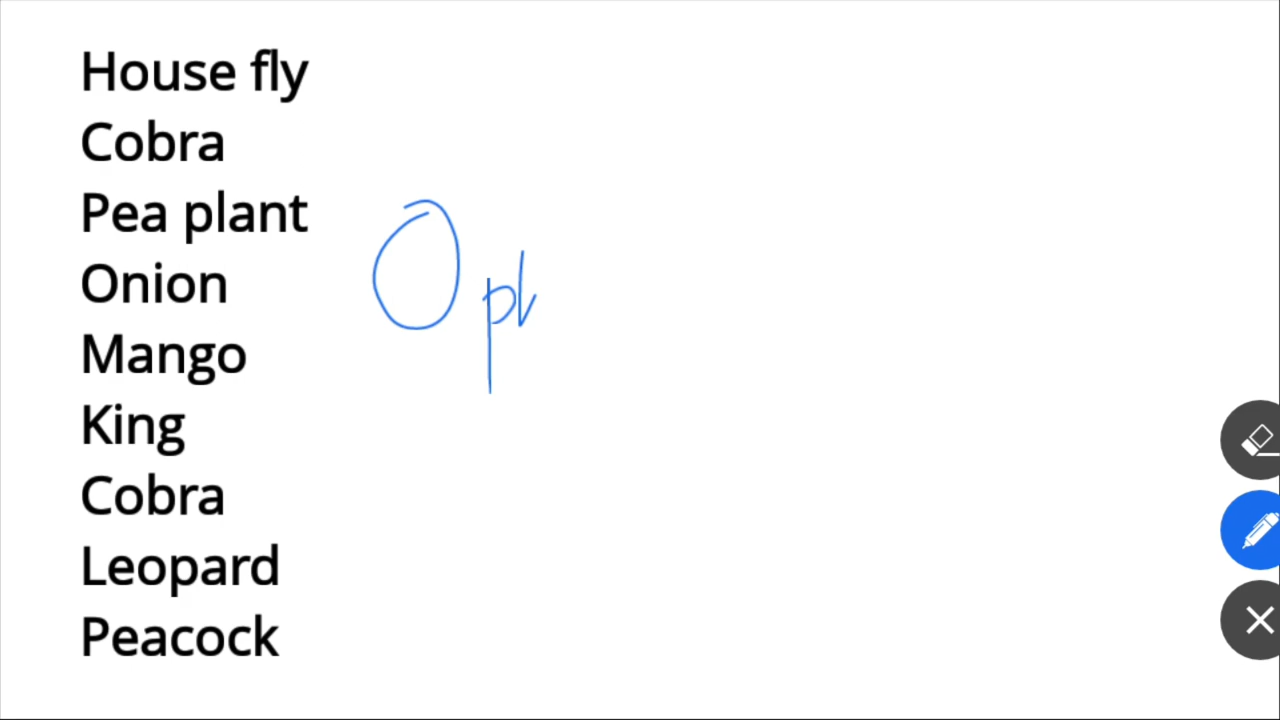 House fly
Cobra
Pea plant
Onion
Mango
King
Cobra
Leopard
Peacock